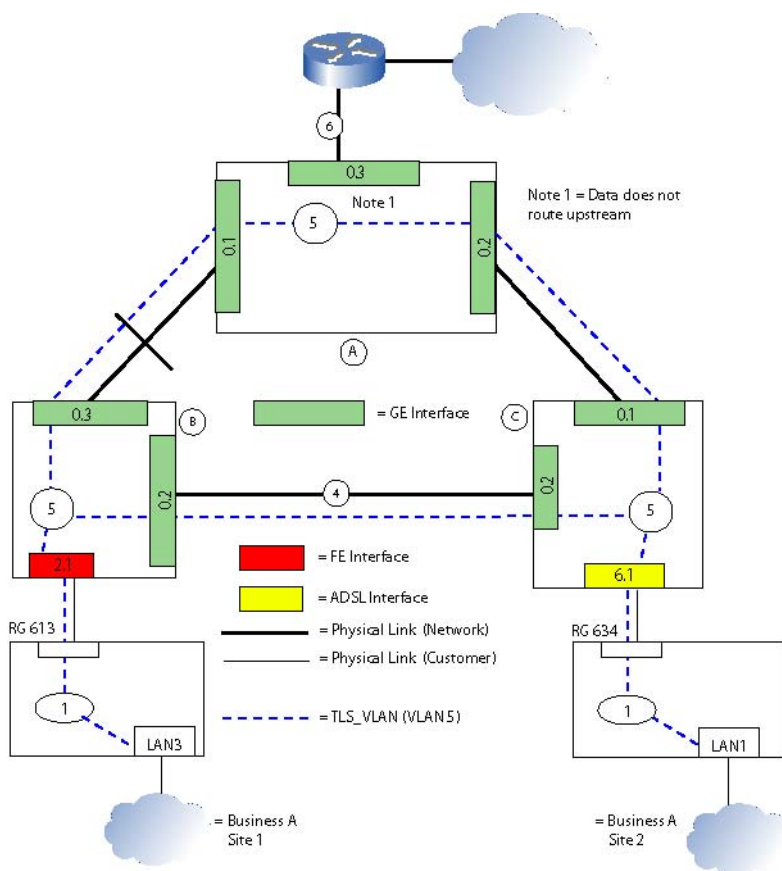 6
0.3
Note 1
Note 1 = Data does not
route upstream
5
0.1
0.2
A
0.3
B
= GE Interface
C
0.1
0.2
4
0.2
5
5
2.1
= FE Interface
6.1
= ADSL Interface
RG 613
= Physical Link (Network)
RG 634
= Physical Link (Customer)
1
= TLS_VLAN (VLAN 5)
1
LAN3
LAN1
= Business A
Site 1
= Business A
Site 2